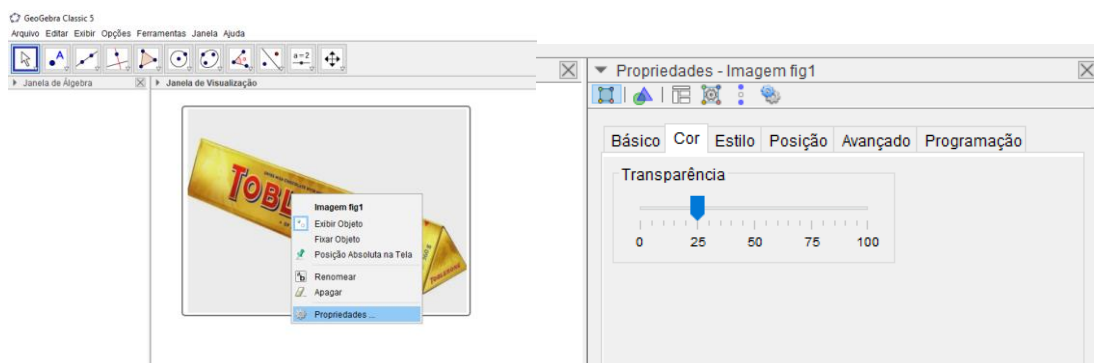 GeoGebra Classic 5
Arquivo Editar Exibir Opções Ferramentas Janela Ajuda
A
a=2
Janela de Álgebra
Janela de Visualização
TOBL
TOBLERONE
Imagem fig1
Exibir Objeto
Fixar Objeto
Posição Absoluta na Tela
Renomear
Apagar
Propriedades ...
Propriedades - Imagem fig1
Básico Cor Estilo Posição Avançado Programação
Transparência
0 25 50 75 100